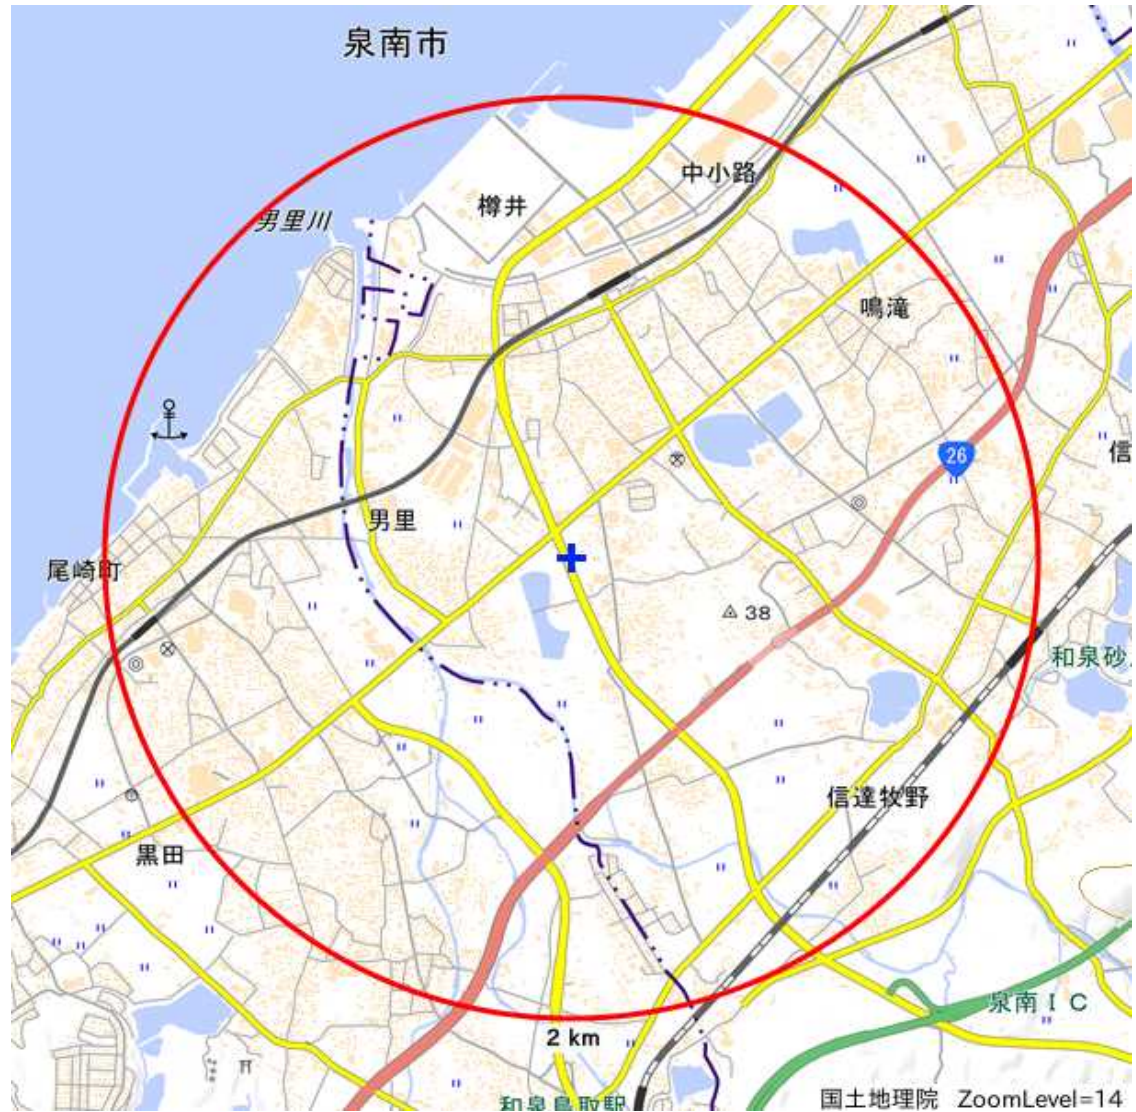 泉南市
中小路
樽井
男里川
鳴滝
信
26
男里
尾崎町
38
和泉砂川
信達牧野
黒田
泉南IC
2 km
和泉鳥取駅
国土地理院 ZoomLevel=14